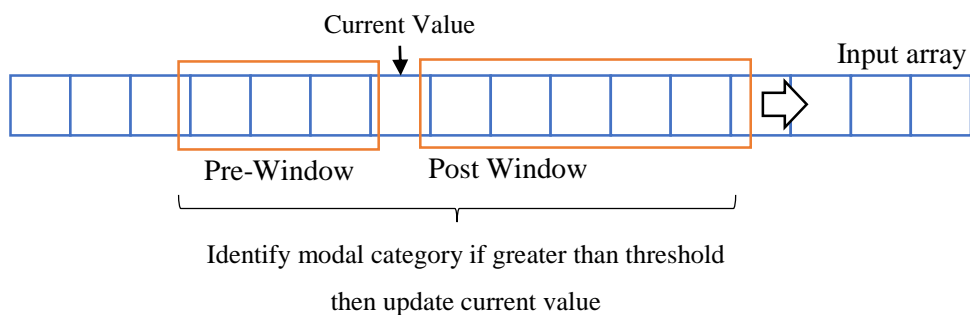 Current Value
Input array
Pre-Window
Post Window
Identify modal category if greater than threshold
then update current value